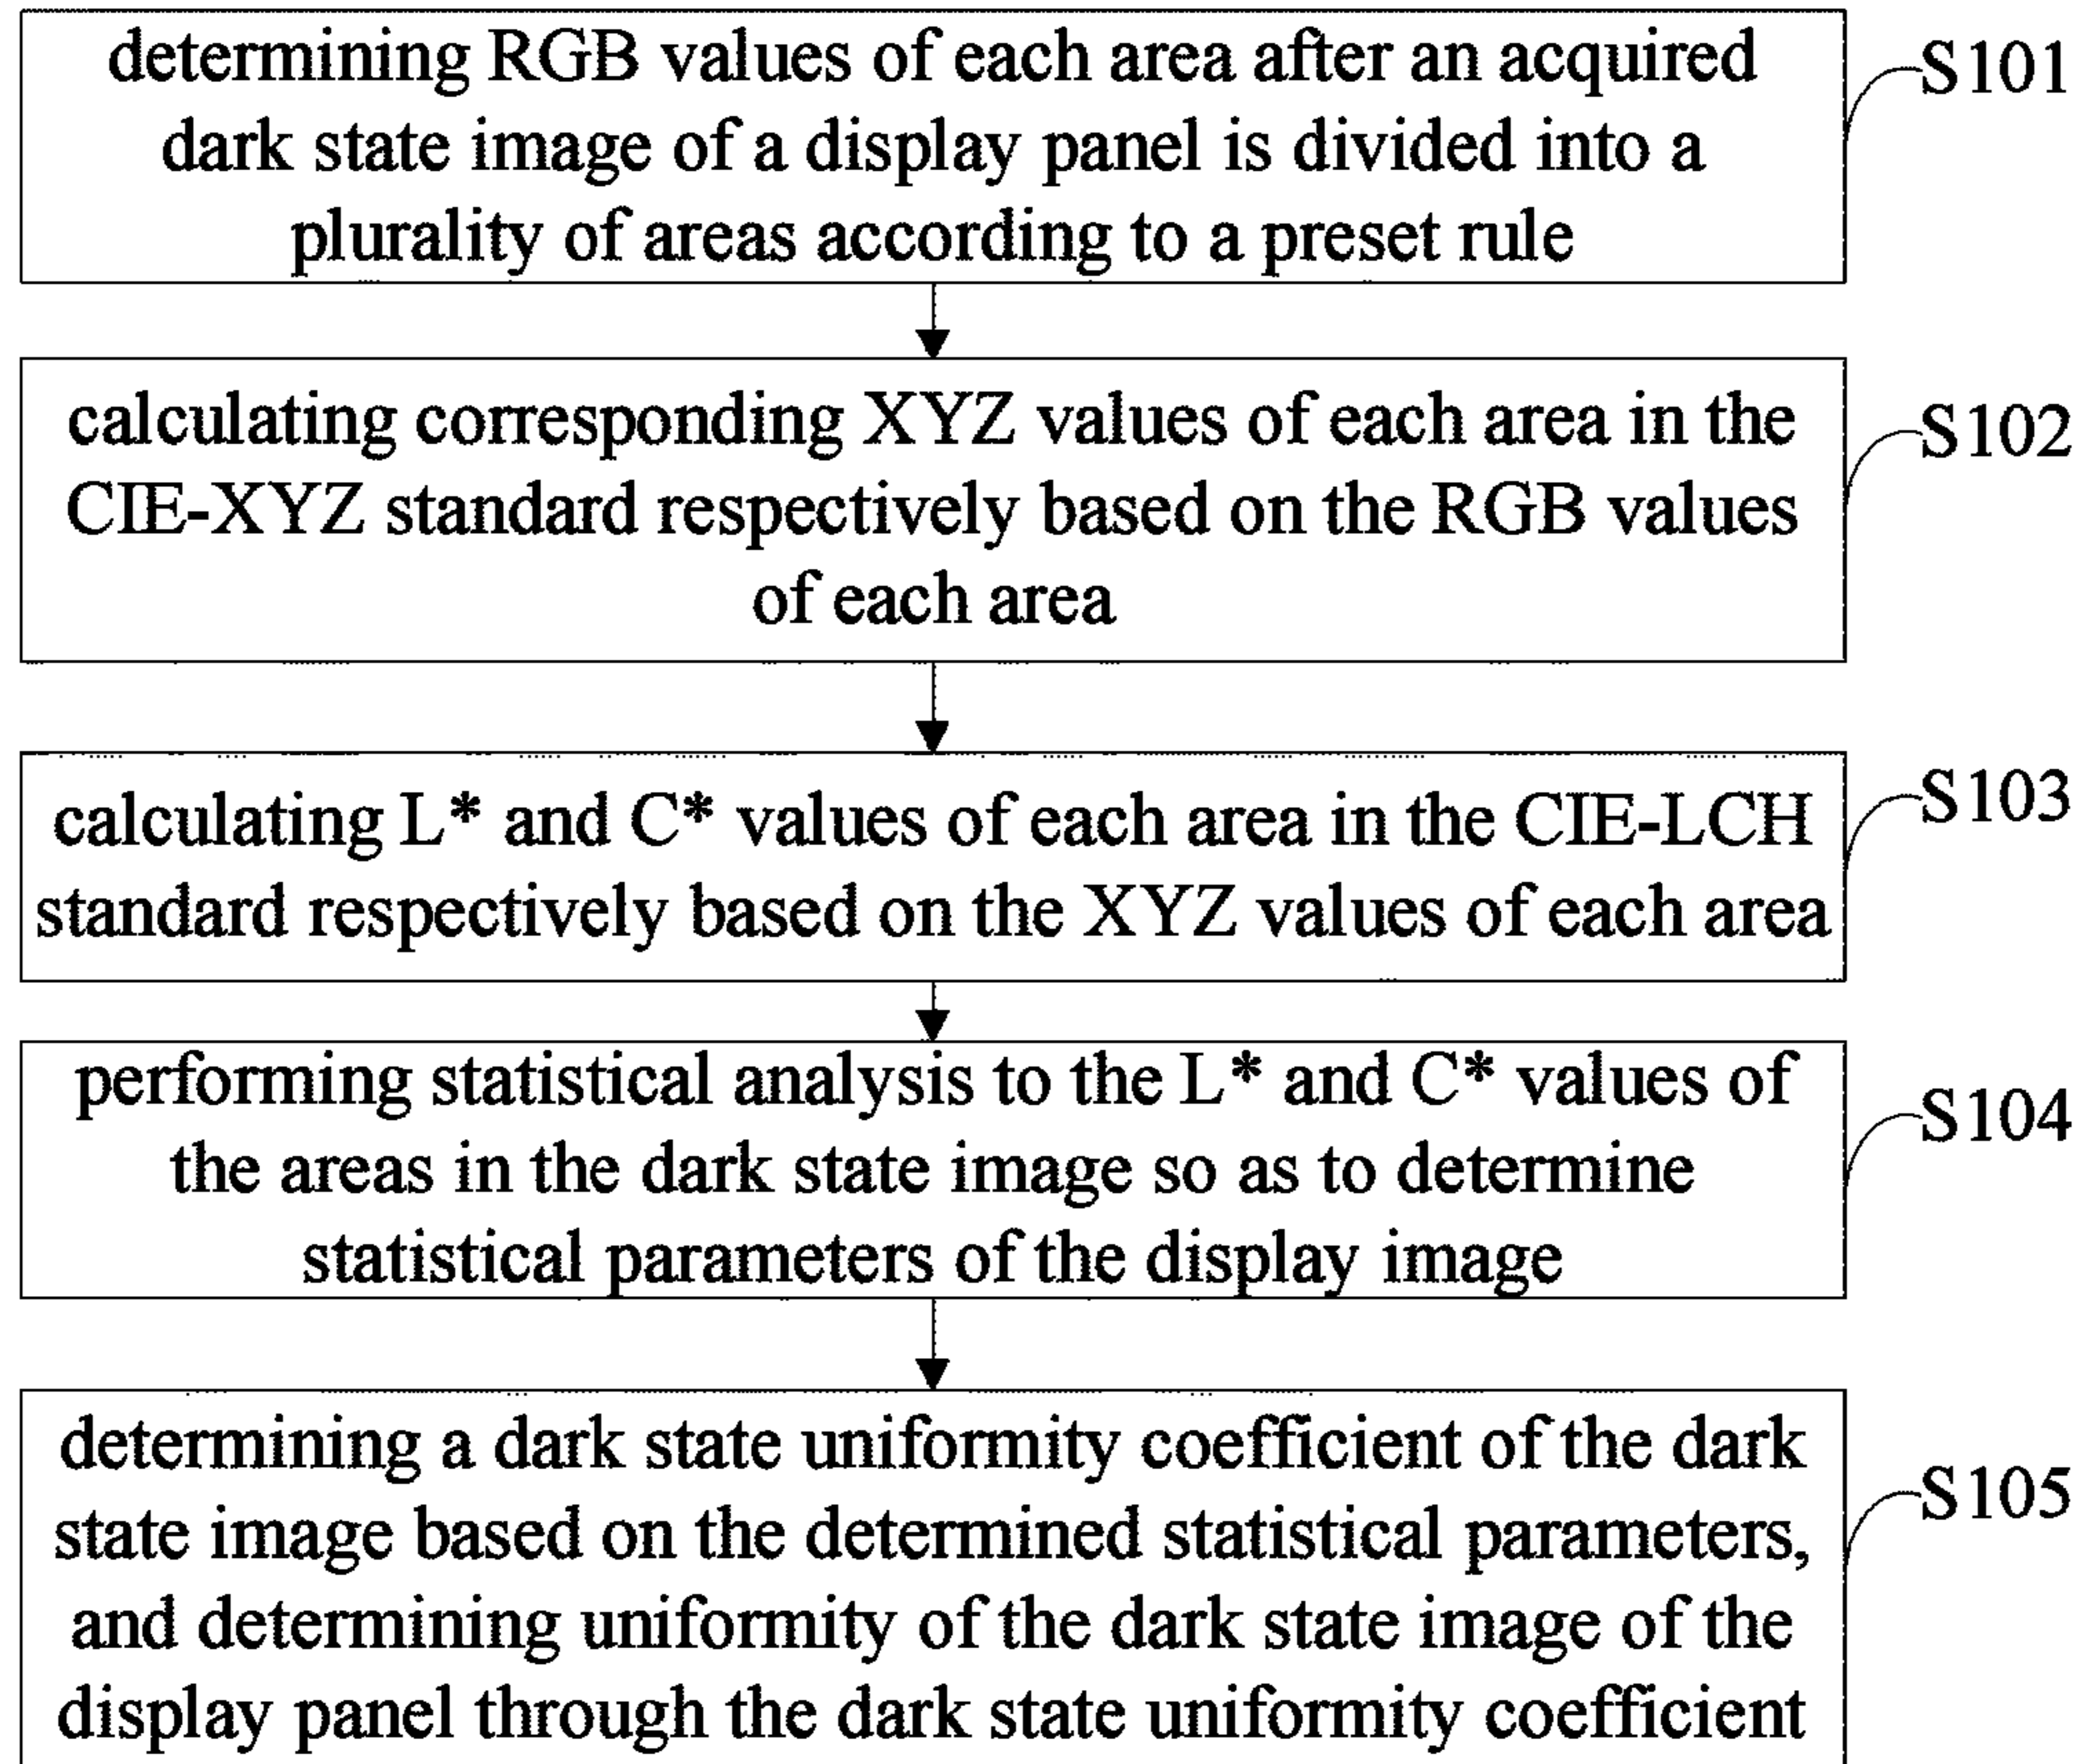 determining RGB values of each area after an acquired
dark state image of a display panel is divided into a
plurality of areas according to a preset rule
S101
calculating corresponding XYZ values of each area in the
CIE-XYZ standard respectively based on the RGB values
of each area
S102
calculating L* and C* values of each area in the CIE-LCH
standard respectively based on the XYZ values of each area
S103
performing statistical analysis to the L* and C* values of
the areas in the dark state image so as to determine
statistical parameters of the display image
S104
determining a dark state uniformity coefficient of the dark
state image based on the determined statistical parameters,
and determining uniformity of the dark state image of the
display panel through the dark state uniformity coefficient
S105